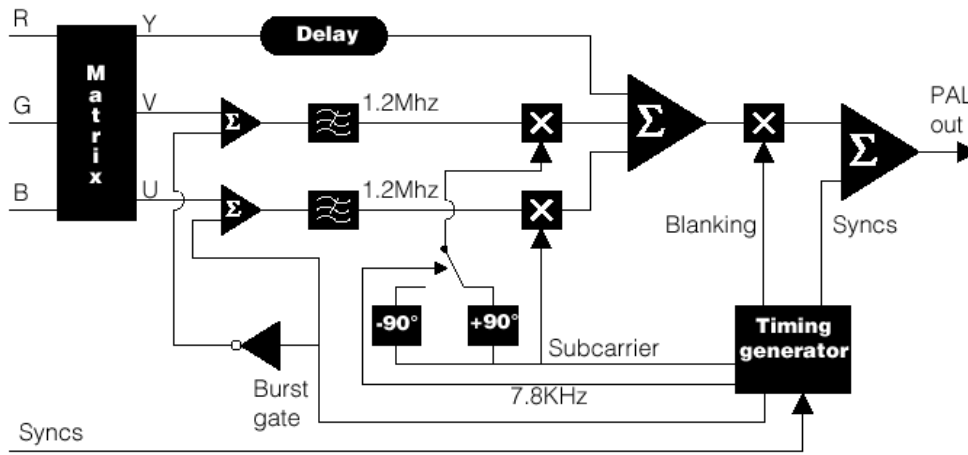 R
Y
Delay
Matrix
G
V
Σ
1.2Mhz
×
Σ
×
Σ
PAL
out
B
U
Σ
1.2Mhz
×
Blanking
Syncs
-90°
+90°
Subcarrier
Timing
generator
7.8KHz
Burst
gate
Syncs